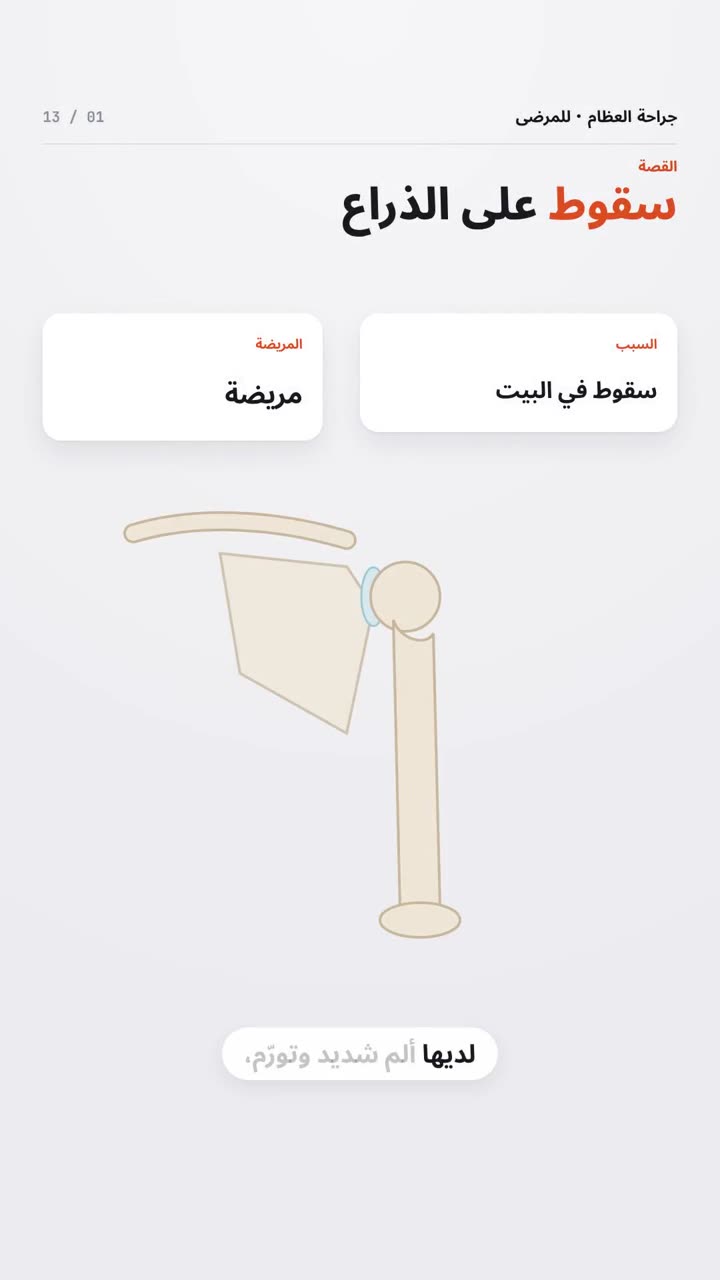 جراحة العظام • للمرضى
01 / 13
القصة
سقوط على الذراع
السبب
سقوط في البيت
المريضة
مريضة
لديها ألم شديد وتورّم،